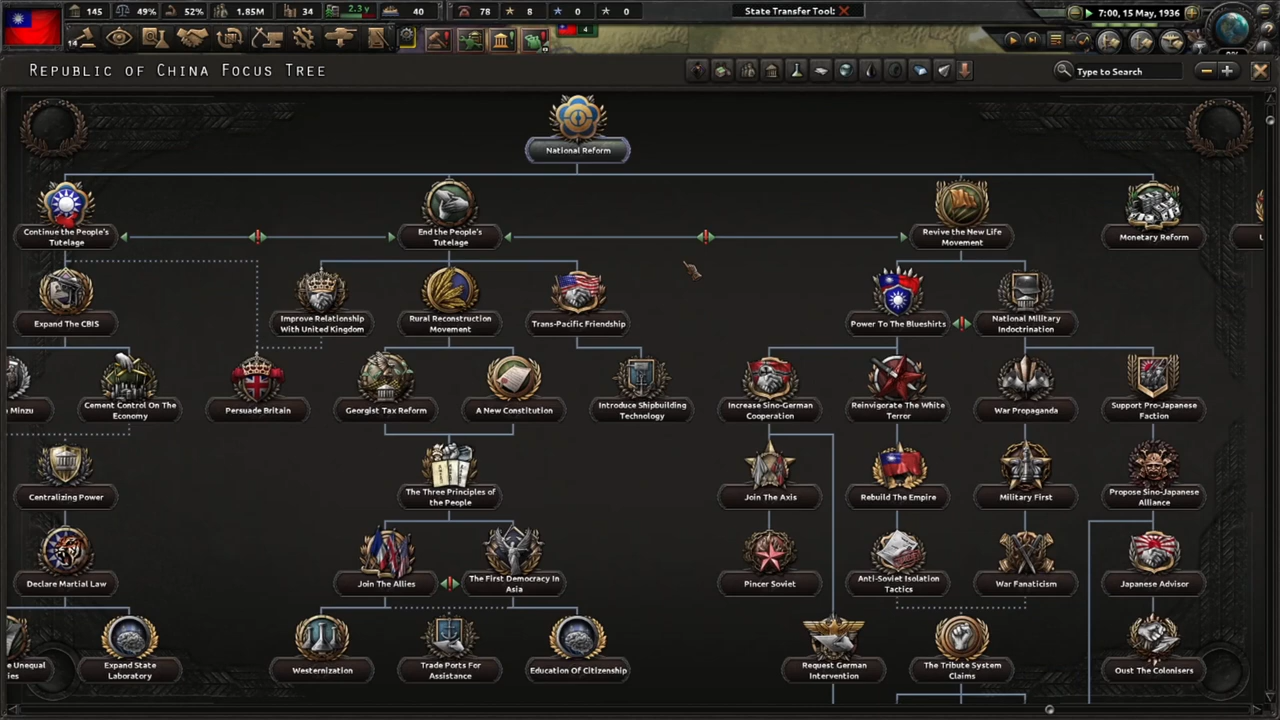 145 49% 52% 1.85M 34 2.3 y 40 78 8 0 0 State Transfer Tool: 7:00, 15 May, 1936
14
4
Republic of China Focus Tree
Type to Search
National Reform
Continue the People's Tutelage
End the People's Tutelage
Revive the New Life Movement
Monetary Reform
Expand The CBIS
Improve Relationship With United Kingdom
Rural Reconstruction Movement
Trans-Pacific Friendship
Power To The Blueshirts
National Military Indoctrination
Minzu
Cement Control On The Economy
Persuade Britain
Georgist Tax Reform
A New Constitution
Introduce Shipbuilding Technology
Increase Sino-German Cooperation
Reinvigorate The White Terror
War Propaganda
Support Pro-Japanese Faction
Centralizing Power
The Three Principles of the People
Join The Axis
Rebuild The Empire
Military First
Propose Sino-Japanese Alliance
Declare Martial Law
Join The Allies
The First Democracy In Asia
Pincer Soviet
Anti-Soviet Isolation Tactics
War Fanaticism
Japanese Advisor
e Unequal
ies
Expand State Laboratory
Westernization
Trade Ports For Assistance
Education Of Citizenship
Request German Intervention
The Tribute System Claims
Oust The Colonisers